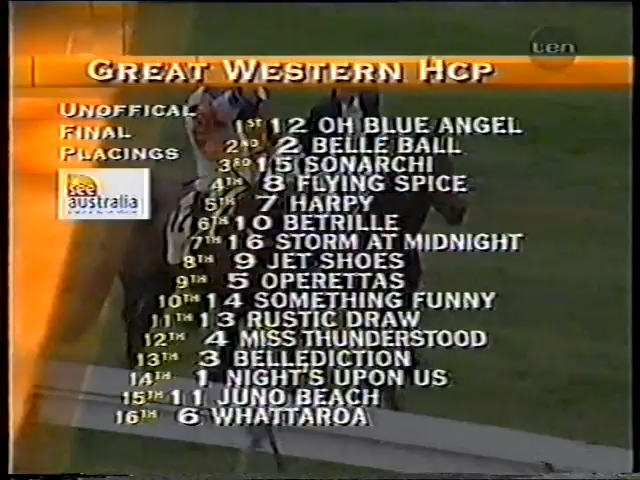 ten
GREAT WESTERN HCP
UNOFFICAL
FINAL
PLACINGS
see
australia
1ST 12 OH BLUE ANGEL
2ND 2 BELLE BALL
3RD 15 SONARCHI
4TH 8 FLYING SPICE
5TH 7 HARPY
6TH 10 BETRILLE
7TH 16 STORM AT MIDNIGHT
8TH 9 JET SHOES
9TH 5 OPERETTAS
10TH 14 SOMETHING FUNNY
11TH 13 RUSTIC DRAW
12TH 4 MISS THUNDERSTOOD
13TH 3 BELLEDICTION
14TH 1 NIGHT'S UPON US
15TH 11 JUNO BEACH
16TH 6 WHATTAROA